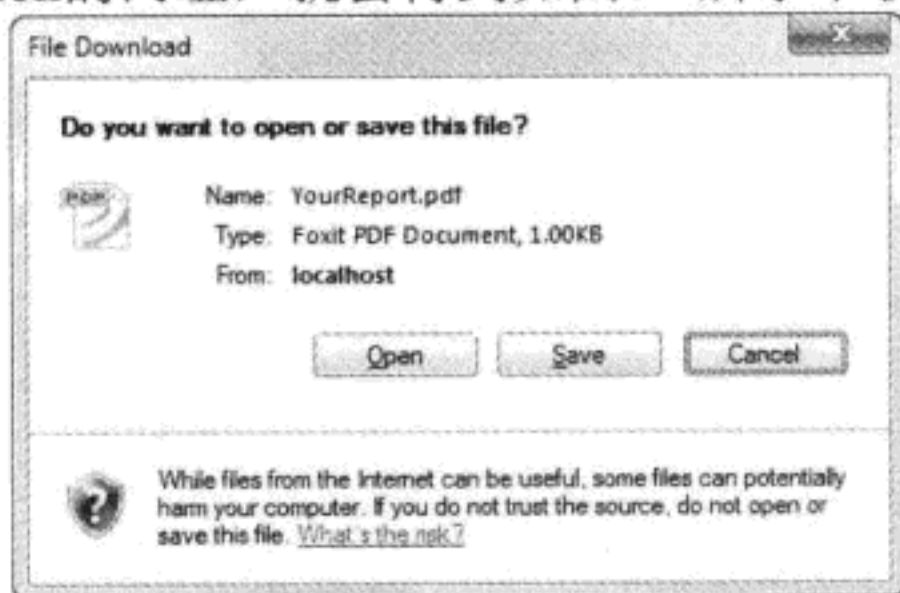 File Download
Do you want to open or save this file?
Name: YourReport.pdf
Type: Foxit PDF Document, 1.00KB
From: localhost
Open Save Cancel
While files from the Internet can be useful, some files can potentially
harm your computer. If you do not trust the source, do not open or
save this file. What's the risk?